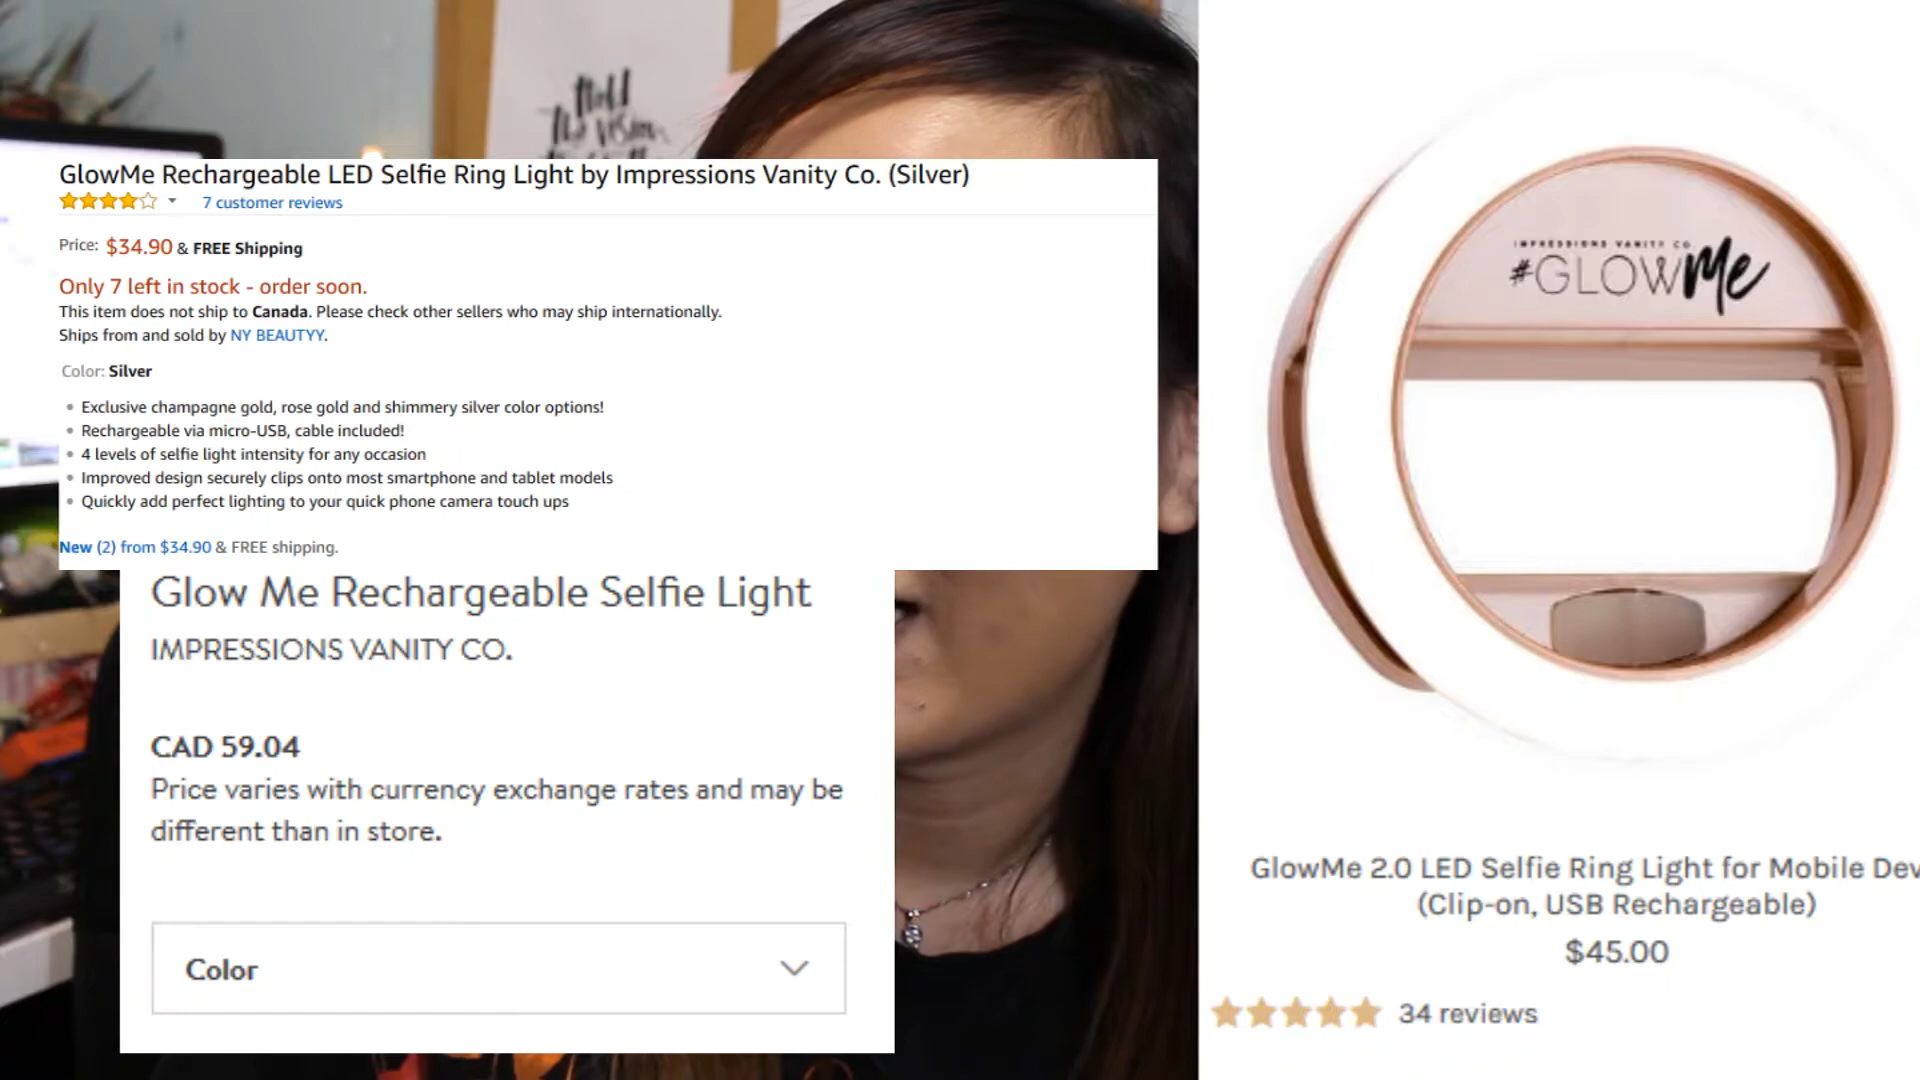 Hold
the vision
GlowMe Rechargeable LED Selfie Ring Light by Impressions Vanity Co. (Silver)
7 customer reviews
Price: $34.90 & FREE Shipping
Only 7 left in stock - order soon.
This item does not ship to Canada. Please check other sellers who may ship internationally.
Ships from and sold by NY BEAUTYY.
Color: Silver
Exclusive champagne gold, rose gold and shimmery silver color options!
Rechargeable via micro-USB, cable included!
4 levels of selfie light intensity for any occasion
Improved design securely clips onto most smartphone and tablet models
Quickly add perfect lighting to your quick phone camera touch ups
New (2) from $34.90 & FREE shipping.
Glow Me Rechargeable Selfie Light
IMPRESSIONS VANITY CO.
CAD 59.04
Price varies with currency exchange rates and may be
different than in store.
Color
IMPRESSIONS VANITY CO.
#GLOWMe
GlowMe 2.0 LED Selfie Ring Light for Mobile Dev
(Clip-on, USB Rechargeable)
$45.00
34 reviews